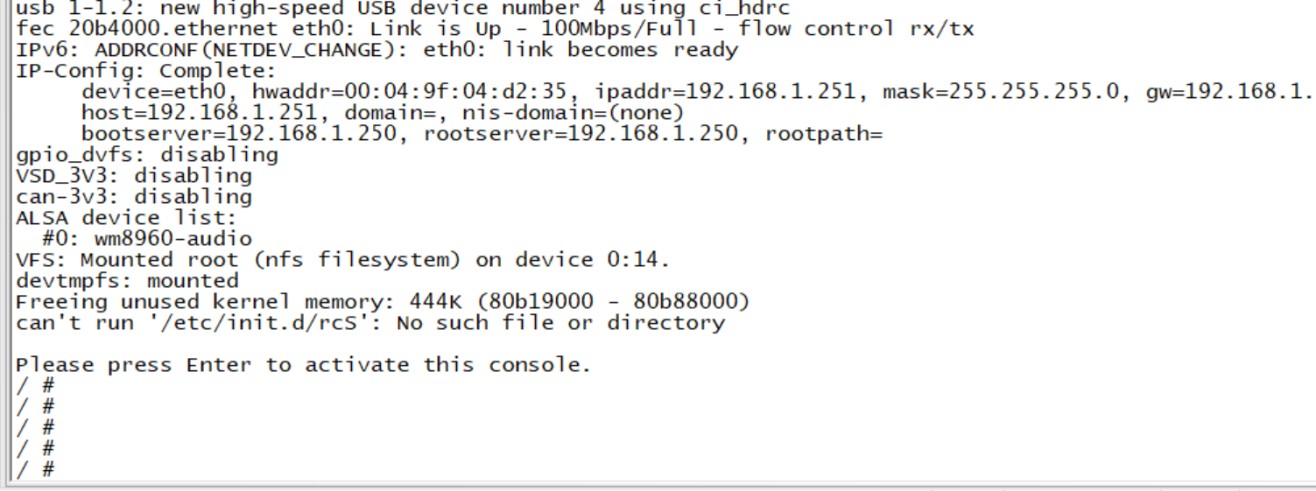 usb 1-1.2: new high-speed USB device number 4 using ci_hdrc
fec 20b4000.ethernet eth0: Link is Up - 100Mbps/Full - flow control rx/tx
IPv6: ADDRCONF(NETDEV_CHANGE): eth0: link becomes ready
IP-Config: Complete:
     device=eth0, hwaddr=00:04:9f:04:d2:35, ipaddr=192.168.1.251, mask=255.255.255.0, gw=192.168.1.
     host=192.168.1.251, domain=, nis-domain=(none)
     bootserver=192.168.1.250, rootserver=192.168.1.250, rootpath=
gpio_dvfs: disabling
VSD_3V3: disabling
can-3v3: disabling
ALSA device list:
  #0: wm8960-audio
VFS: Mounted root (nfs filesystem) on device 0:14.
devtmpfs: mounted
Freeing unused kernel memory: 444K (80b19000 - 80b88000)
can't run '/etc/init.d/rcS': No such file or directory

Please press Enter to activate this console.
/ #
/ #
/ #
/ #
/ #